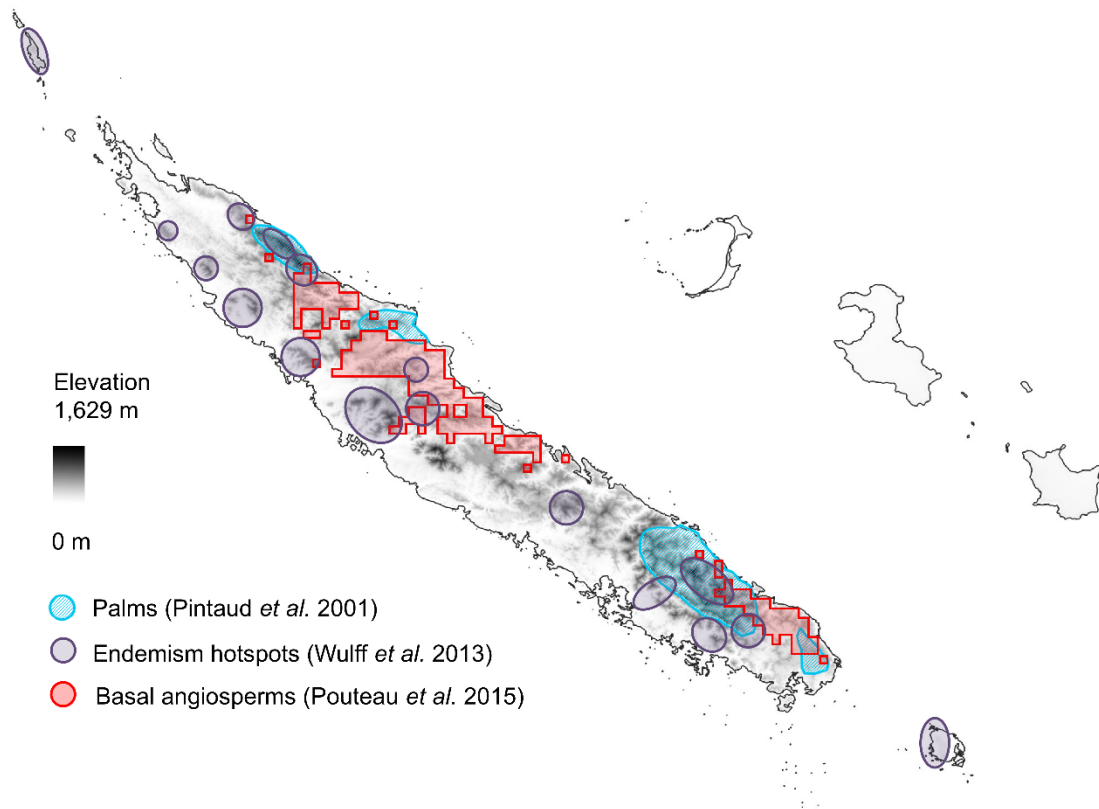 Elevation
1,629 m
0 m
Palms (Pintaud et al. 2001)
Endemism hotspots (Wulff et al. 2013)
Basal angiosperms (Pouteau et al. 2015)